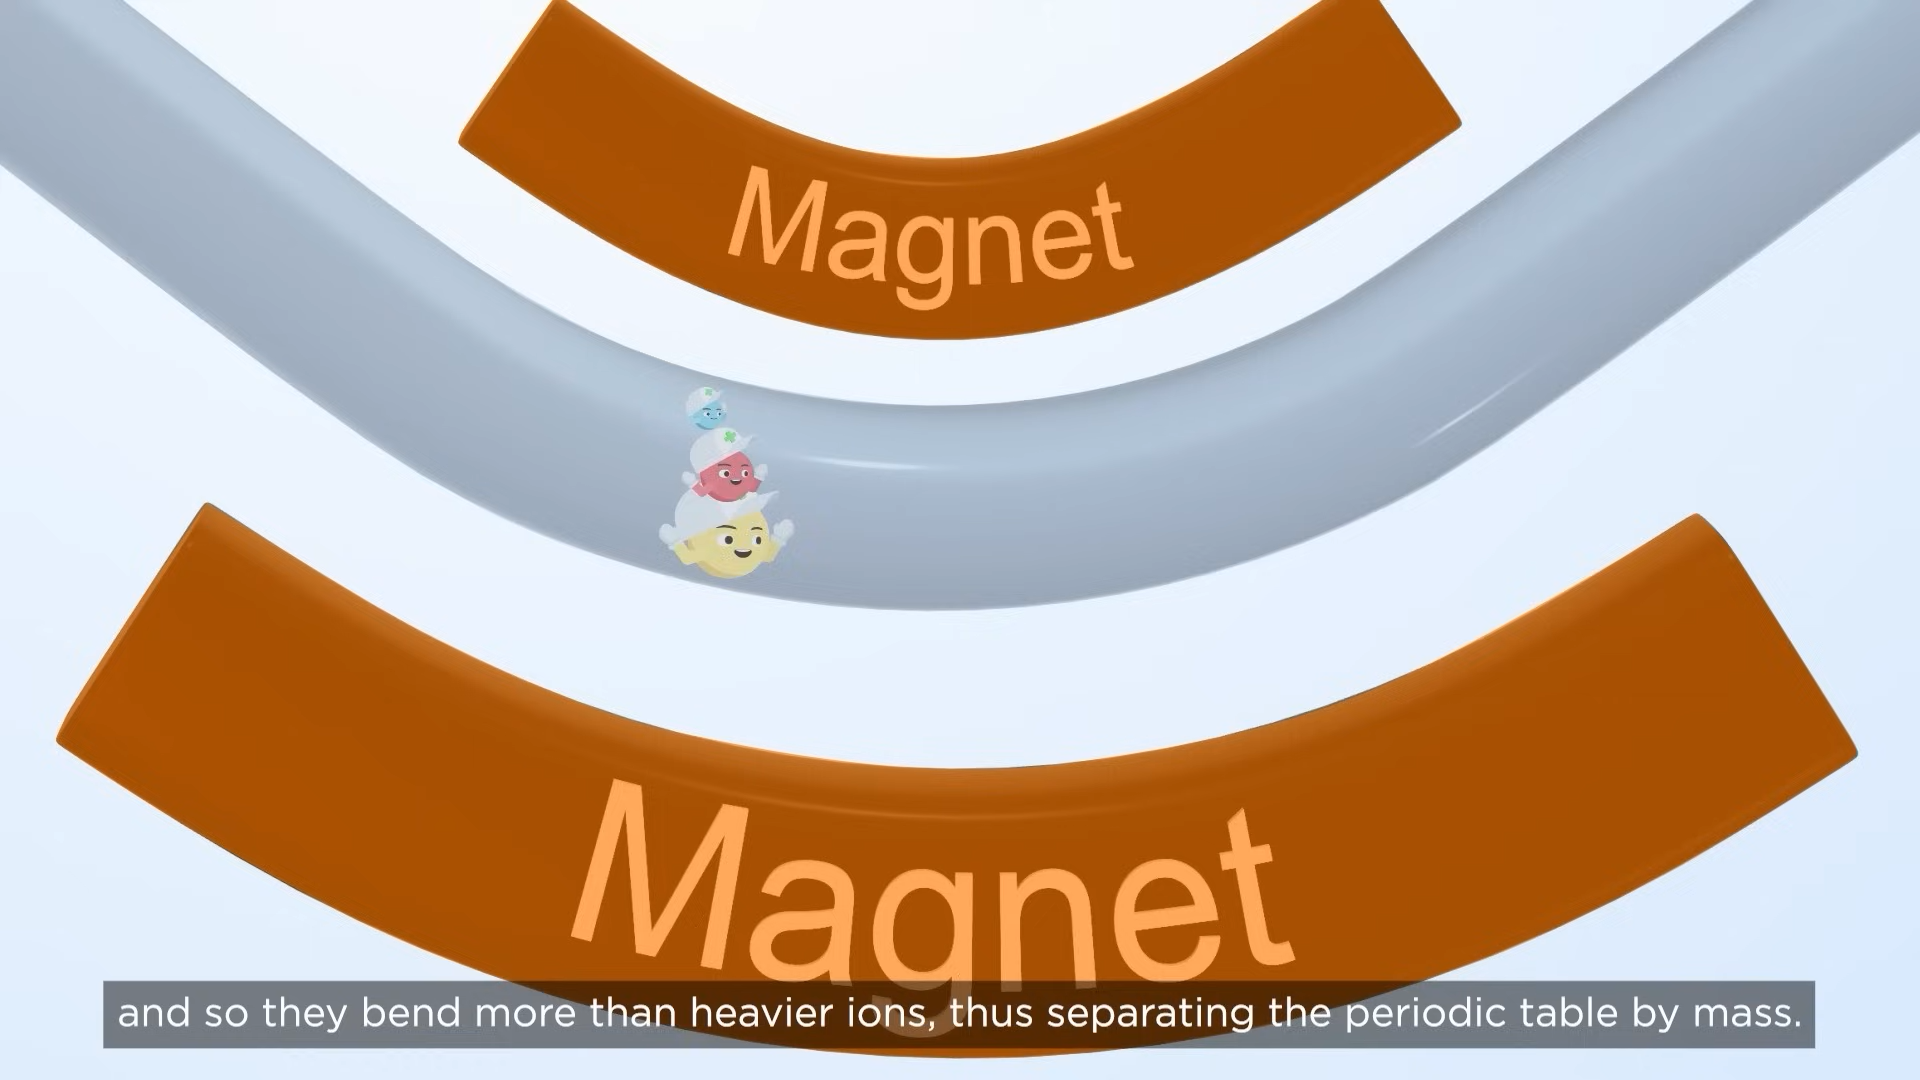 Magnet
Magnet
and so they bend more than heavier ions, thus separating the periodic table by mass.